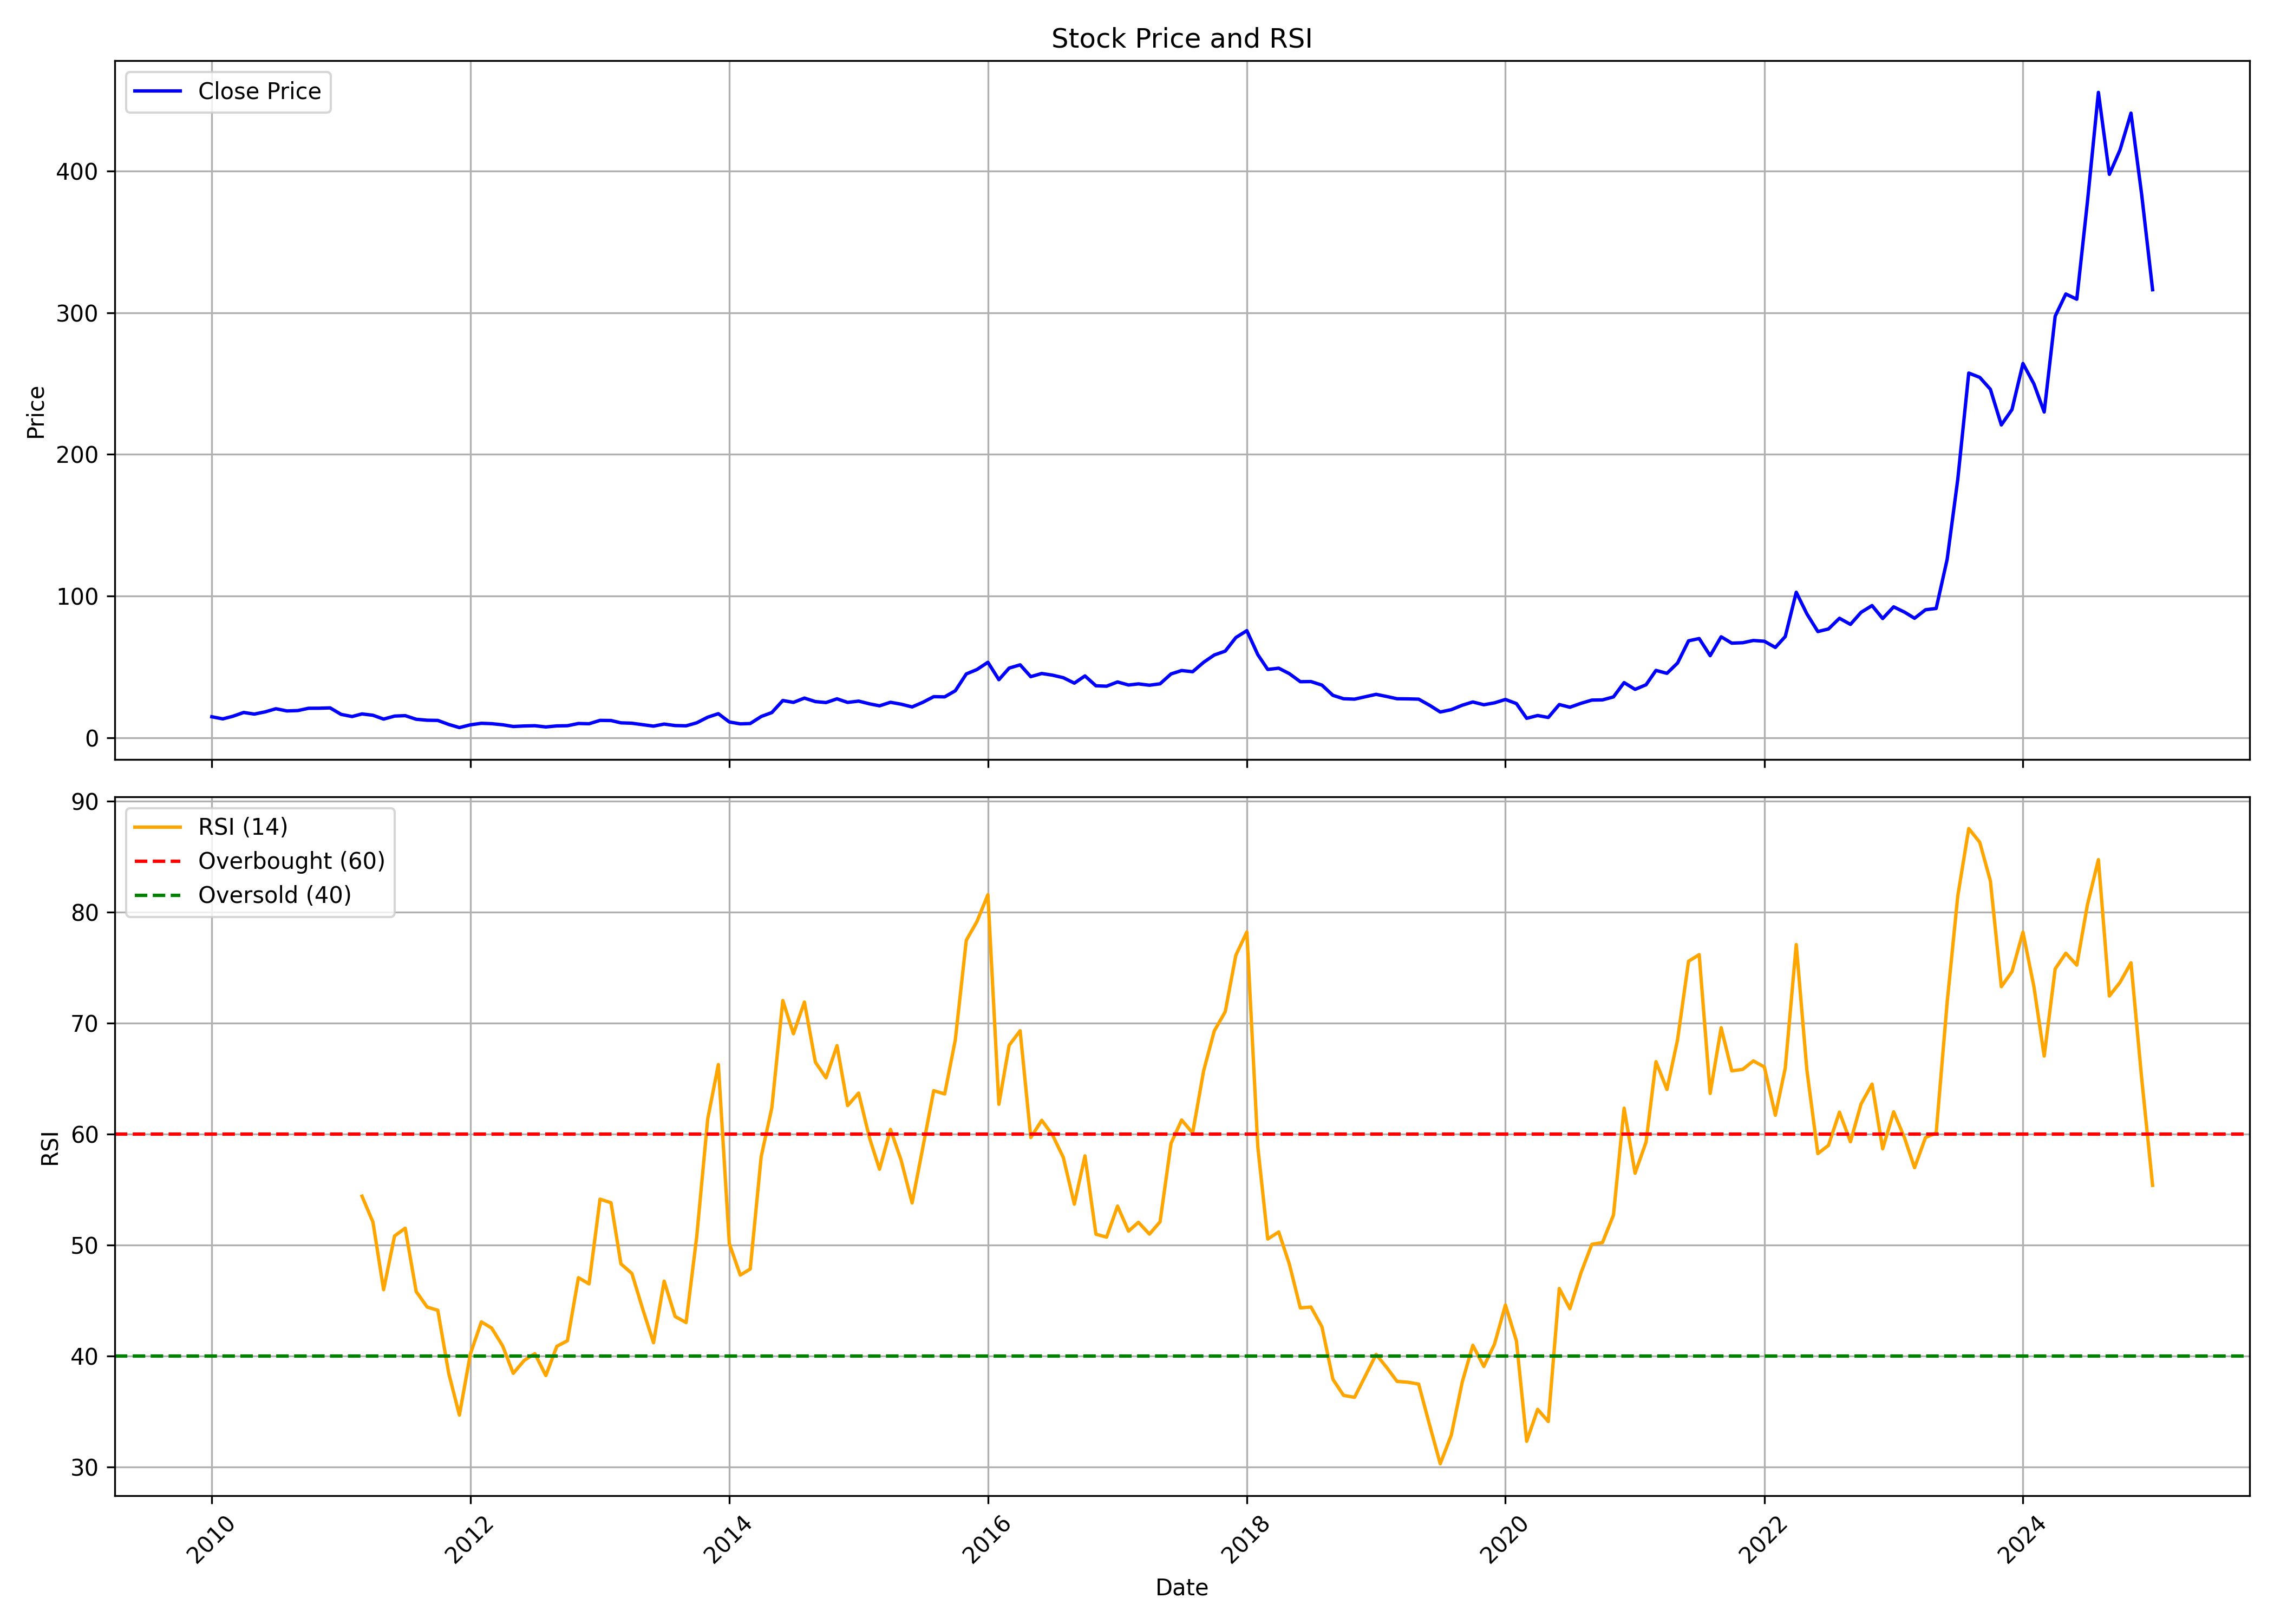 Stock Price and RSI
Close Price
Price
400
300
200
100
0
RSI (14)
Overbought (60)
Oversold (40)
RSI
90
80
70
60
50
40
30
2010
2012
2014
2016
2018
2020
2022
2024
Date